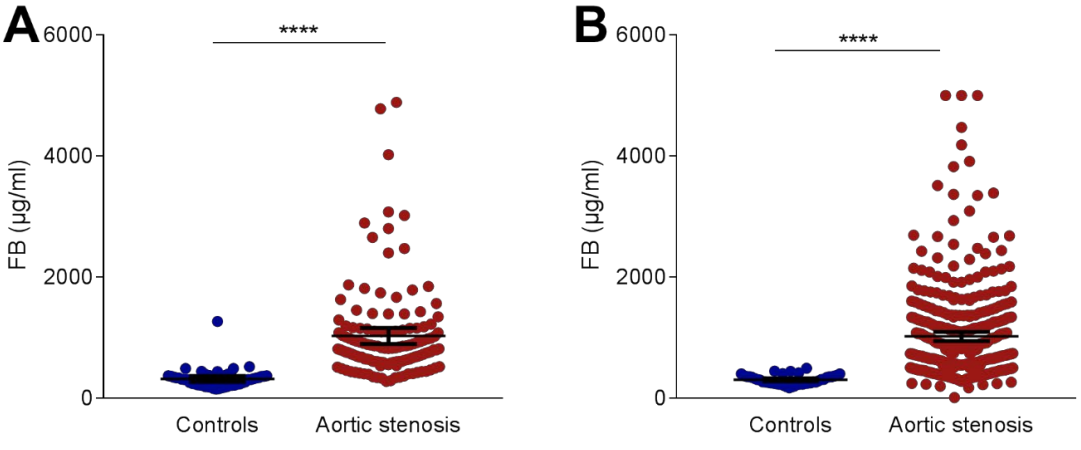 A
6000
4000
2000
0
FB (µg/ml)
****
Controls
Aortic stenosis
B
6000
4000
2000
0
FB (µg/ml)
****
Controls
Aortic stenosis